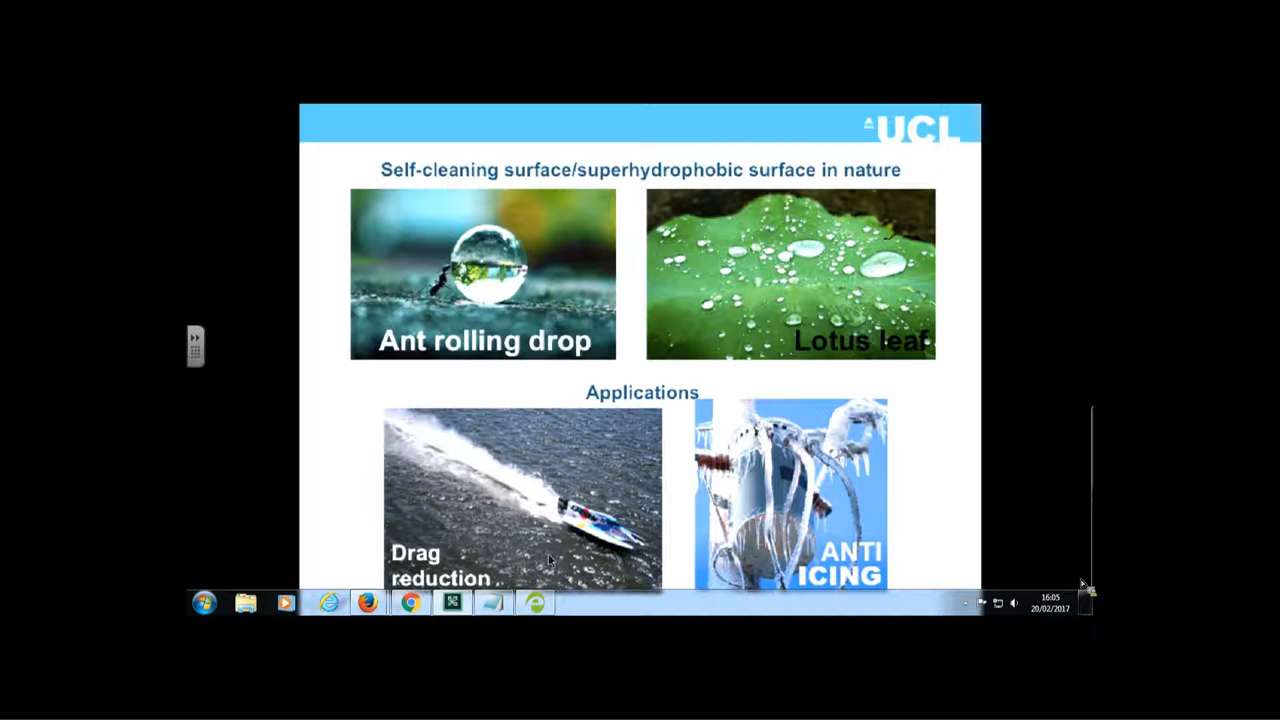 UCL
Self-cleaning surface/superhydrophobic surface in nature
Ant rolling drop
Lotus leaf
Applications
Drag
reduction
ANTI
ICING
16:05
20/02/2017